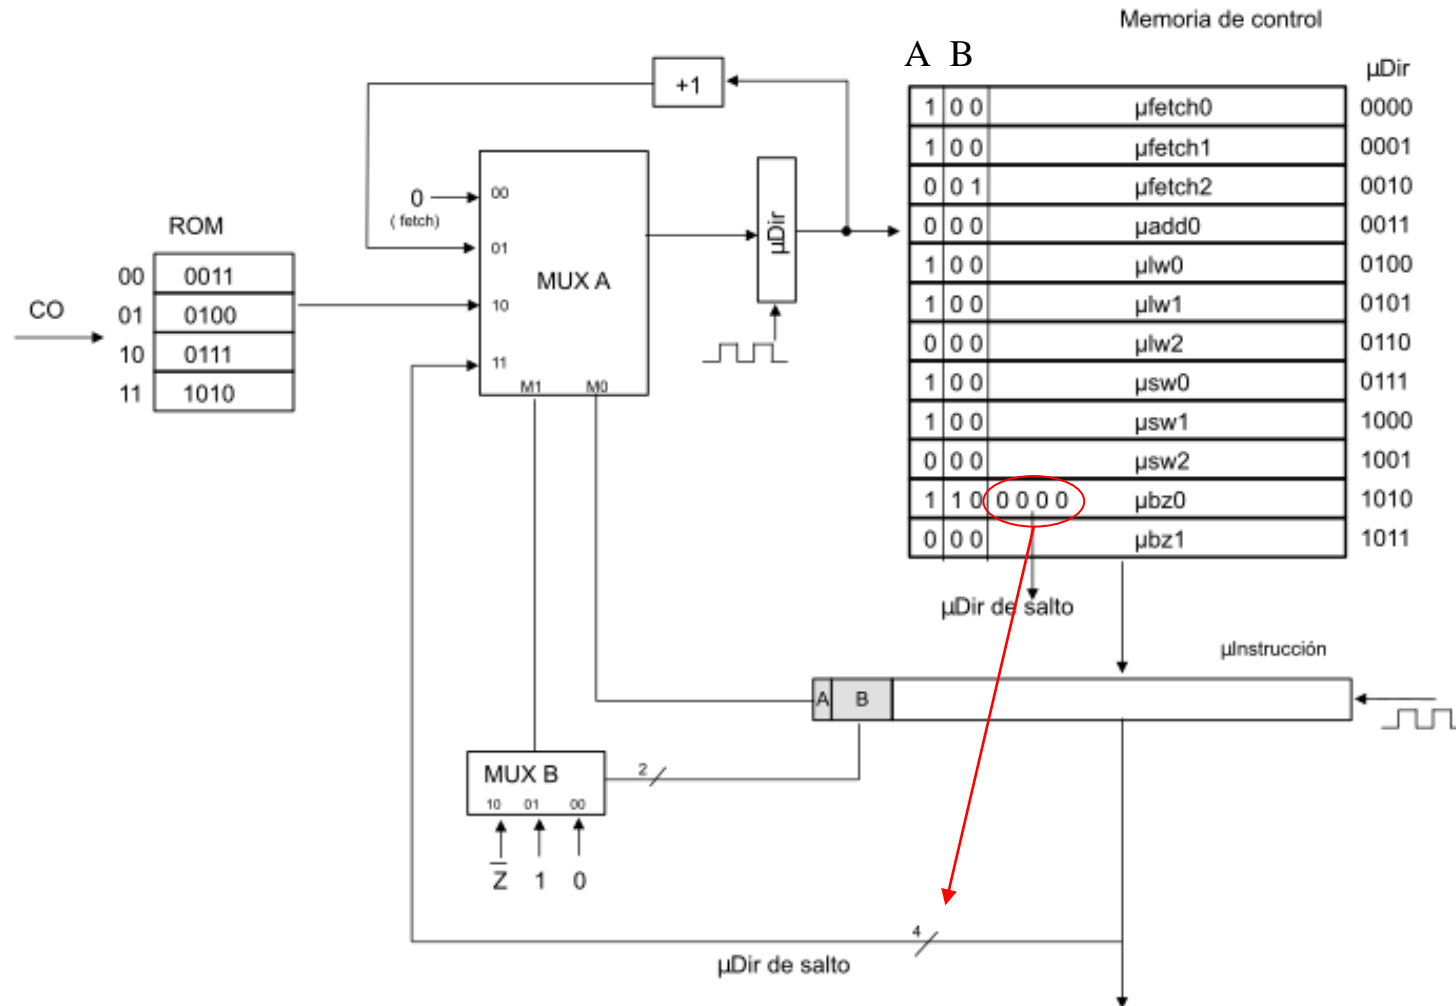 Memoria de control
A B
µDir
+1
1 0 0 µfetch0 0000
1 0 0 µfetch1 0001
0 0 1 µfetch2 0010
0 0 0 µadd0 0011
1 0 0 µlw0 0100
1 0 0 µlw1 0101
0 0 0 µlw2 0110
1 0 0 µsw0 0111
1 0 0 µsw1 1000
0 0 0 µsw2 1001
1 1 0 0 0 0 0 µbz0 1010
0 0 0 µbz1 1011
µDir de salto
0
( fetch)
00
01
10
11
MUX A
M1 M0
µDir
ROM
CO
00 0011
01 0100
10 0111
11 1010
µInstrucción
A B
MUX B
10 01 00
2
Z̅ 1 0
4
µDir de salto